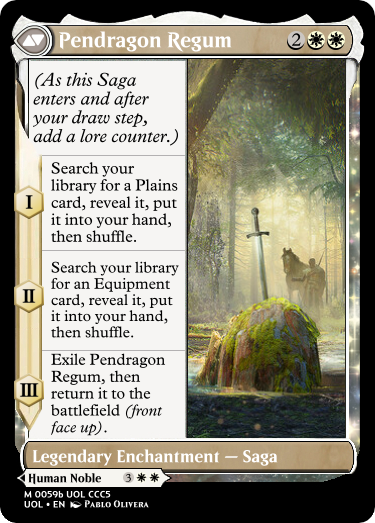 Pendragon Regum 2
(As this Saga
enters and after
your draw step,
add a lore counter.)
I
Search your
library for a Plains
card, reveal it, put
it into your hand,
then shuffle.
II
Search your library
for an Equipment
card, reveal it, put
it into your hand,
then shuffle.
III
Exile Pendragon
Regum, then
return it to the
battlefield (front
face up).
Legendary Enchantment — Saga
Human Noble 3
M 0059b UOL CCC5
UOL • EN Pablo Olivera